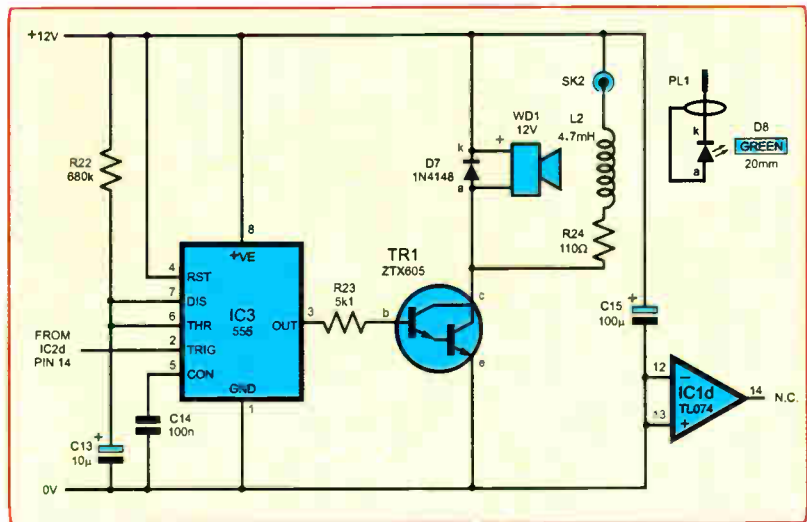 +12V
SK2
PL1
R22
680k
D7
1N4148
k
a
+
WD1
12V
L2
4.7mH
k
a
D8
GREEN
20mm
R24
110Ω
8
+VE
4
RST
7
DIS
6
THR
2
TRIG
5
CON
IC3
555
OUT
3
GND
1
R23
5k1
TR1
ZTX605
b
c
e
FROM
IC2d
PIN 14
C14
100n
+
C13
10µ
+
C15
100µ
12
−
13
+
IC1d
TL074
14
N.C.
0V